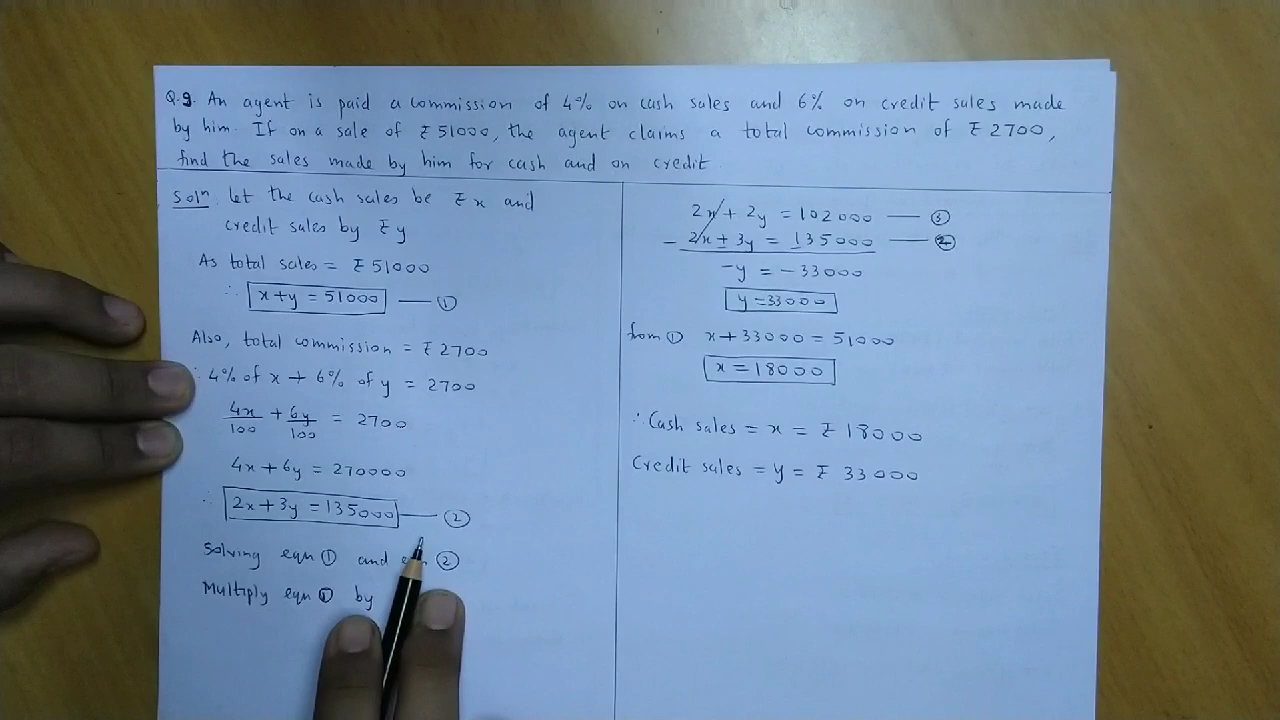 Q.9. An agent is paid a commission of 4% on cash sales and 6% on credit sales made
by him. If on a sale of ₹51000, the agent claims a total commission of ₹2700,
find the sales made by him for cash and on credit
Solⁿ. Let the cash sales be ₹x and
credit sales by ₹y
As total sales = ₹51000
∴ x+y = 51000 — ①
Also, total commission = ₹2700
∴ 4% of x + 6% of y = 2700
4x/100 + 6y/100 = 2700
4x+6y = 270000
∴ 2x+3y = 135000 — ②
Solving eqn ① and ②
Multiply eqn ① by
2x + 2y = 102000 — ③
- 2x + 3y = 135000 — ②
-y = -33000
y = 33000
from ① x+33000 = 51000
x = 18000
∴ Cash sales = x = ₹18000
Credit sales = y = ₹33000